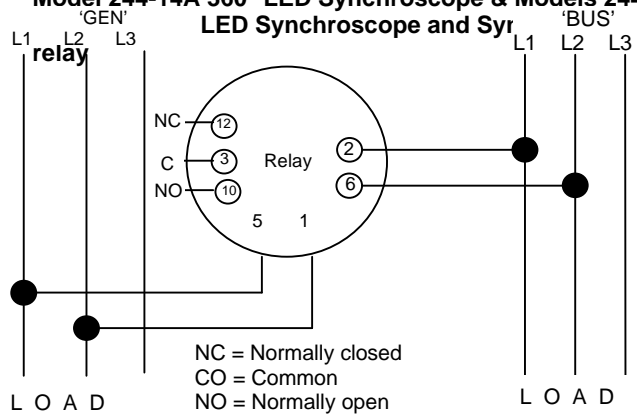 Model 244-14A 360° LED Synchroscope & Models 244-
LED Synchroscope and
relay
'GEN'
L1 L2 L3
'BUS'
L1 L2 L3
NC 12
C 3 Relay 2
NO 10 6
5 1
NC = Normally closed
CO = Common
NO = Normally open
L O A D
L O A D